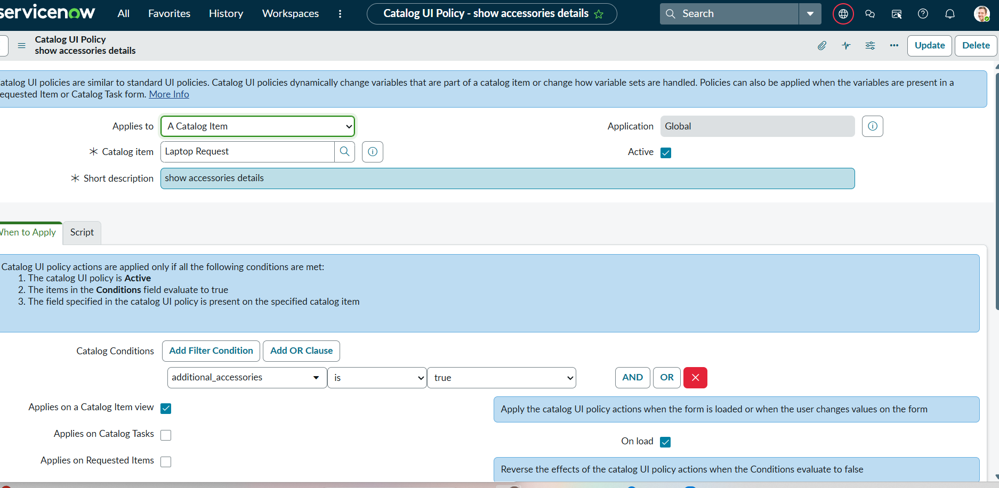 servicenow All Favorites History Workspaces Catalog UI Policy - show accessories details Search
Catalog UI Policy
show accessories details
Update Delete
atalog UI policies are similar to standard UI policies. Catalog UI policies dynamically change variables that are part of a catalog item or change how variable sets are handled. Policies can also be applied when the variables are present in a
equested Item or Catalog Task form. More Info
Applies to A Catalog Item Application Global
Catalog item Laptop Request Active
Short description show accessories details
When to Apply Script
Catalog UI policy actions are applied only if all the following conditions are met:
1. The catalog UI policy is Active
2. The items in the Conditions field evaluate to true
3. The field specified in the catalog UI policy is present on the specified catalog item
Catalog Conditions Add Filter Condition Add OR Clause
additional_accessories is true AND OR
Applies on a Catalog Item view Apply the catalog UI policy actions when the form is loaded or when the user changes values on the form
Applies on Catalog Tasks
On load
Applies on Requested Items
Reverse the effects of the catalog UI policy actions when the Conditions evaluate to false